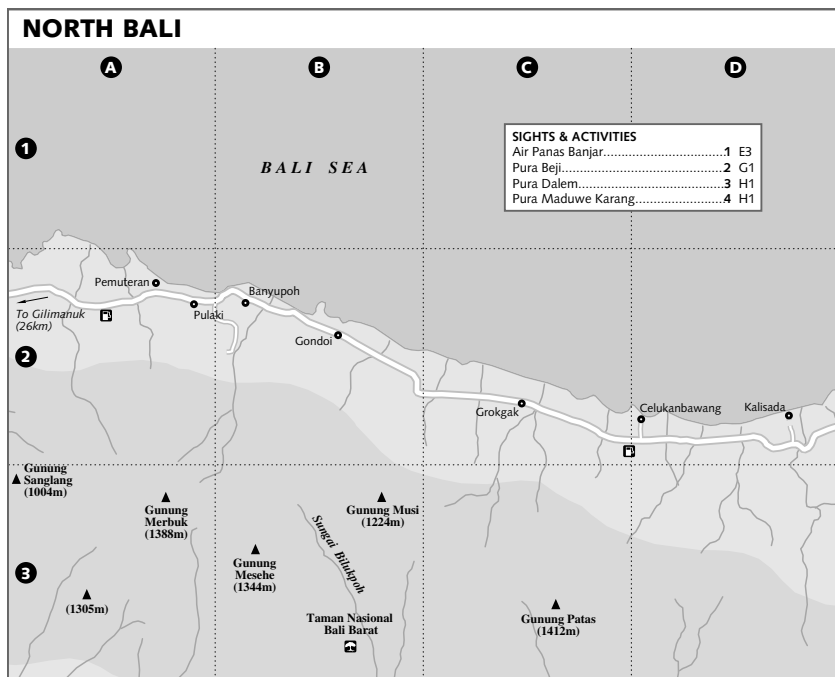 NORTH BALI
A
B
C
D
1
SIGHTS & ACTIVITIES
Air Panas Banjar..............................1 E3
Pura Beji..........................................2 G1
Pura Dalem.....................................3 H1
Pura Maduwe Karang.......................4 H1
BALI SEA
Pemuteran
Banyupoh
To Gilimanuk
(26km)
Pulaki
Gondoi
2
Grokgak
Celukanbawang
Kalisada
Gunung
Sanglang
(1004m)
Gunung
Merbuk
(1388m)
Gunung Musi
(1224m)
Sungai Bilukpoh
Gunung
Mesehe
(1344m)
3
(1305m)
Taman Nasional
Bali Barat
Gunung Patas
(1412m)